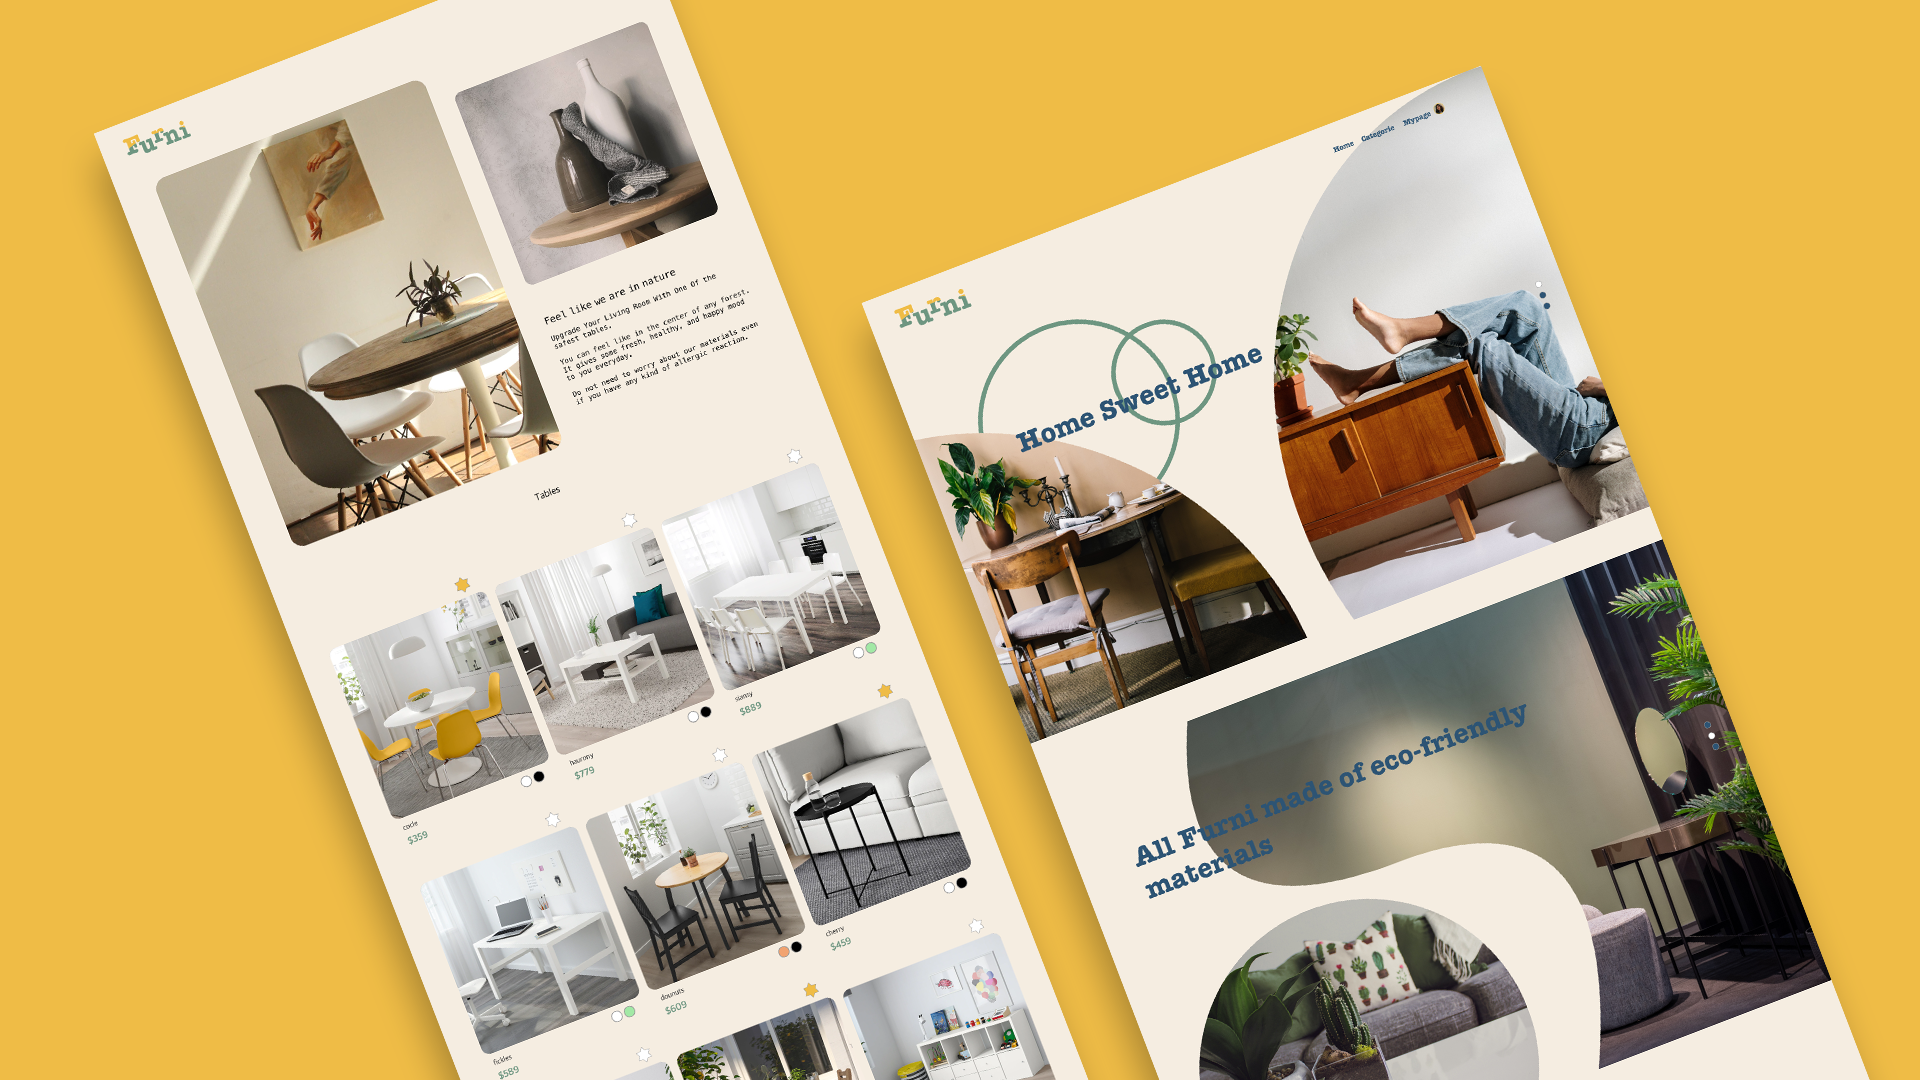 Furni
Feel like we are in nature
Upgrade Your Living Room With One Of the
safest tables.
You can feel like in the center of any forest.
It gives some fresh, healthy, and happy mood
to you everyday.
Do not need to worry about our materials even
if you have any kind of allergic reaction.
Tables
cocle
$359
haurony
$779
siamy
$889
fickles
$589
dounuts
$609
cherry
$459
Furni
Home
Categorie
Mypage
Home Sweet Home
All Furni made of eco-friendly
materials